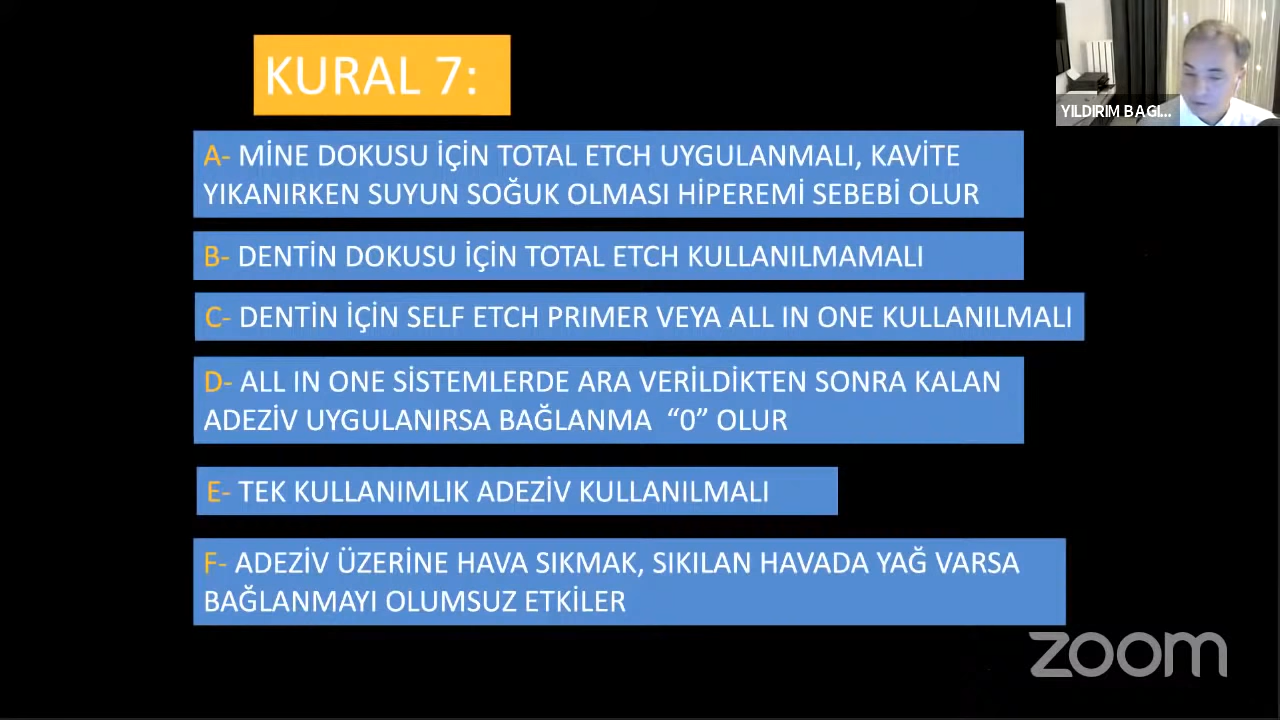 KURAL 7:
YILDIRIM BAGI...
A- MİNE DOKUSU İÇİN TOTAL ETCH UYGULANMALI, KAVİTE
YIKANIRKEN SUYUN SOĞUK OLMASI HİPEREMİ SEBEBİ OLUR
B- DENTİN DOKUSU İÇİN TOTAL ETCH KULLANILMAMALI
C- DENTİN İÇİN SELF ETCH PRIMER VEYA ALL IN ONE KULLANILMALI
D- ALL IN ONE SİSTEMLERDE ARA VERİLDİKTEN SONRA KALAN
ADEZİV UYGULANIRSA BAĞLANMA “0” OLUR
E- TEK KULLANIMLIK ADEZİV KULLANILMALI
F- ADEZİV ÜZERİNE HAVA SIKMAK, SIKILAN HAVADA YAĞ VARSA
BAĞLANMAYI OLUMSUZ ETKİLER
zoom